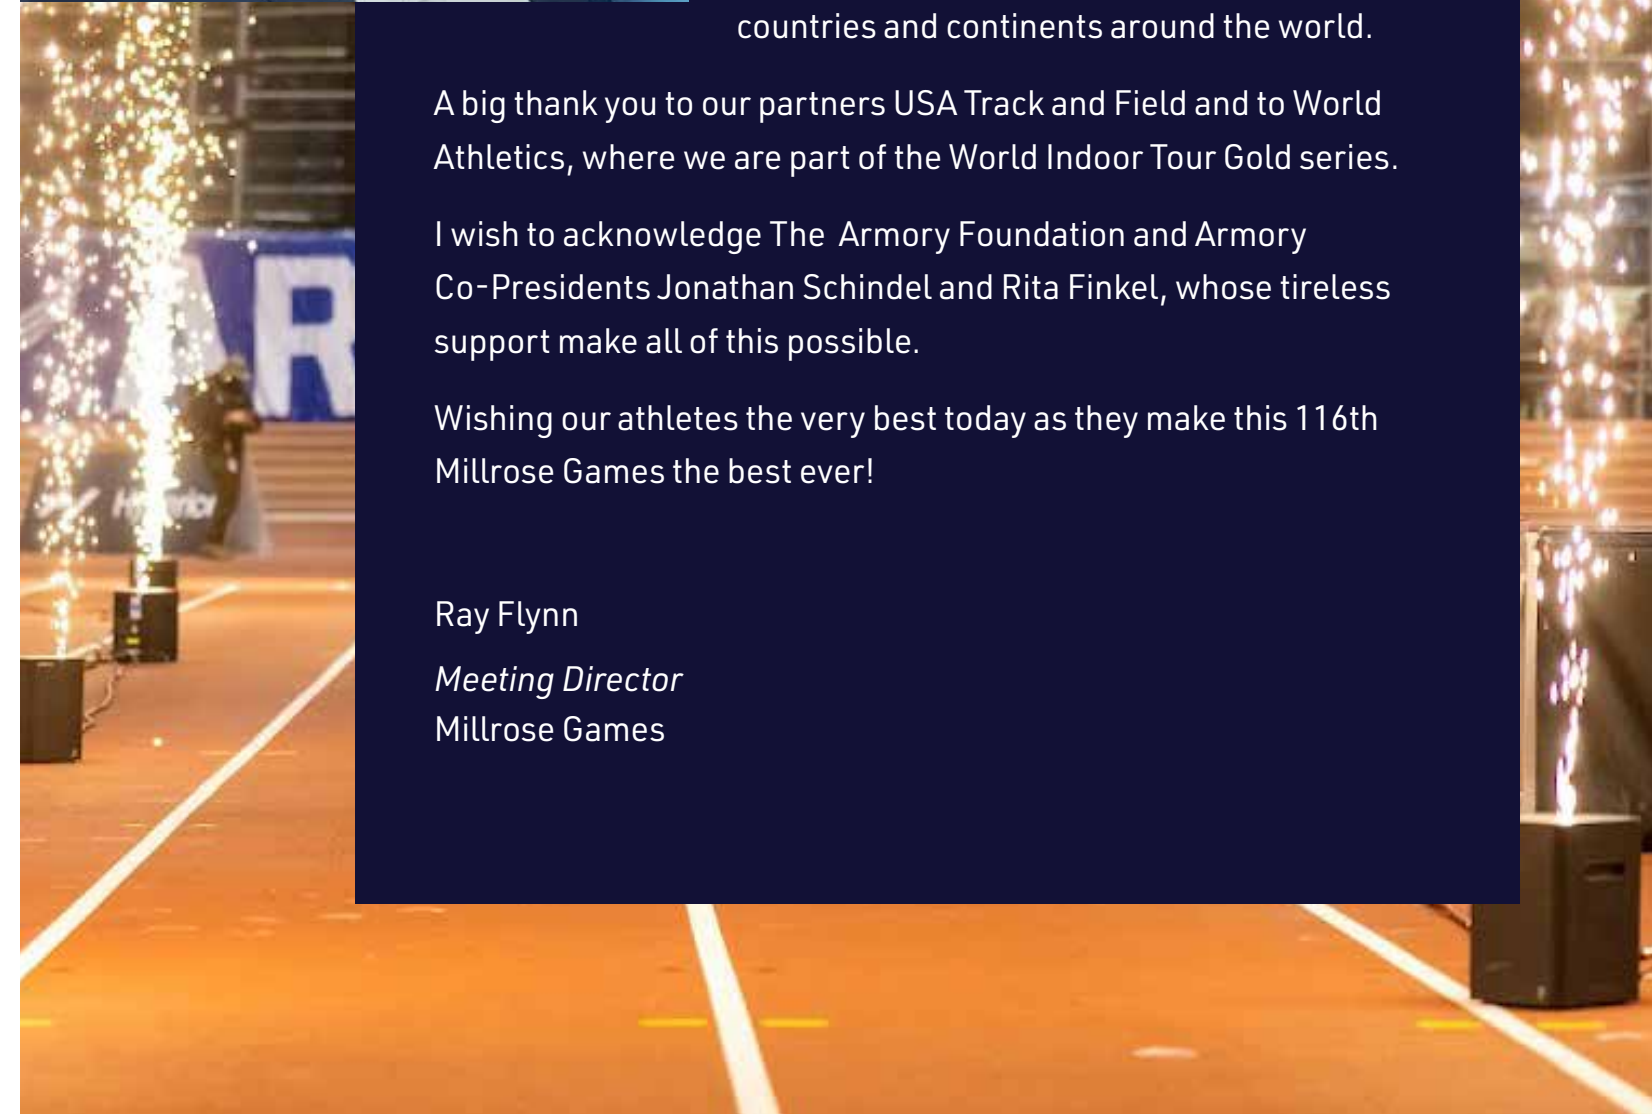 countries and continents around the world.
A big thank you to our partners USA Track and Field and to World
Athletics, where we are part of the World Indoor Tour Gold series.
I wish to acknowledge The Armory Foundation and Armory
Co-Presidents Jonathan Schindel and Rita Finkel, whose tireless
support make all of this possible.
Wishing our athletes the very best today as they make this 116th
Millrose Games the best ever!
Ray Flynn
Meeting Director
Millrose Games
AR